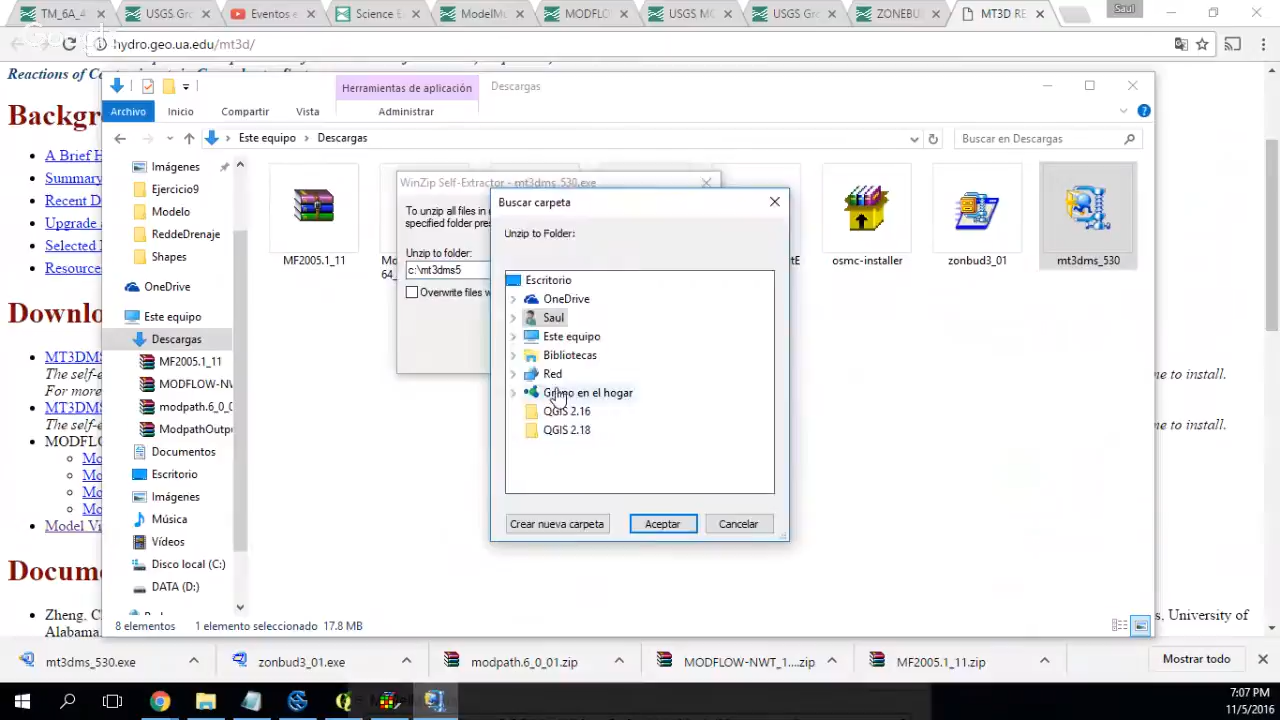 TM_6A_4
USGS Gro
Eventos e
Science E
ModelMu
MODFLOW
USGS MO
USGS Gro
ZONEBU
MT3D RE
Saul
hydro.geo.ua.edu/mt3d/
Herramientas de aplicación
Descargas
Archivo
Inicio
Compartir
Vista
Administrar
Este equipo
Descargas
Buscar en Descargas
Backgr
A Brief H
Summary
Recent D
Upgrade a
Selected
Resource
Downlo
MT3DMS
The self-e
For more
me to install.
MT3DMS
The self-e
me to install.
MODFLO
Mo
Mo
Mo
Mo
Model Vi
Docume
Zheng, C
Alabama
s, University of
Imágenes
Ejercicio9
Modelo
ReddeDrenaje
Shapes
OneDrive
Este equipo
Descargas
MF2005.1_11
MODFLOW-NW
modpath.6_0_0
ModpathOutpu
Documentos
Escritorio
Imágenes
Música
Vídeos
Disco local (C:)
DATA (D:)
MF2005.1_11
osmc-installer
zonbud3_01
mt3dms_530
WinZip Self-Extractor - mt3dms_530.exe
To unzip all files in
specified folder pre
Unzip to folder:
c:\mt3dms5
Overwrite files w
Buscar carpeta
Unzip to Folder:
Escritorio
OneDrive
Saul
Este equipo
Bibliotecas
Red
Grupo en el hogar
QGIS 2.16
QGIS 2.18
Crear nueva carpeta
Aceptar
Cancelar
8 elementos
1 elemento seleccionado 17.8 MB
mt3dms_530.exe
zonbud3_01.exe
modpath.6_0_01.zip
MODFLOW-NWT_1....zip
MF2005.1_11.zip
Mostrar todo
7:07 PM
11/5/2016